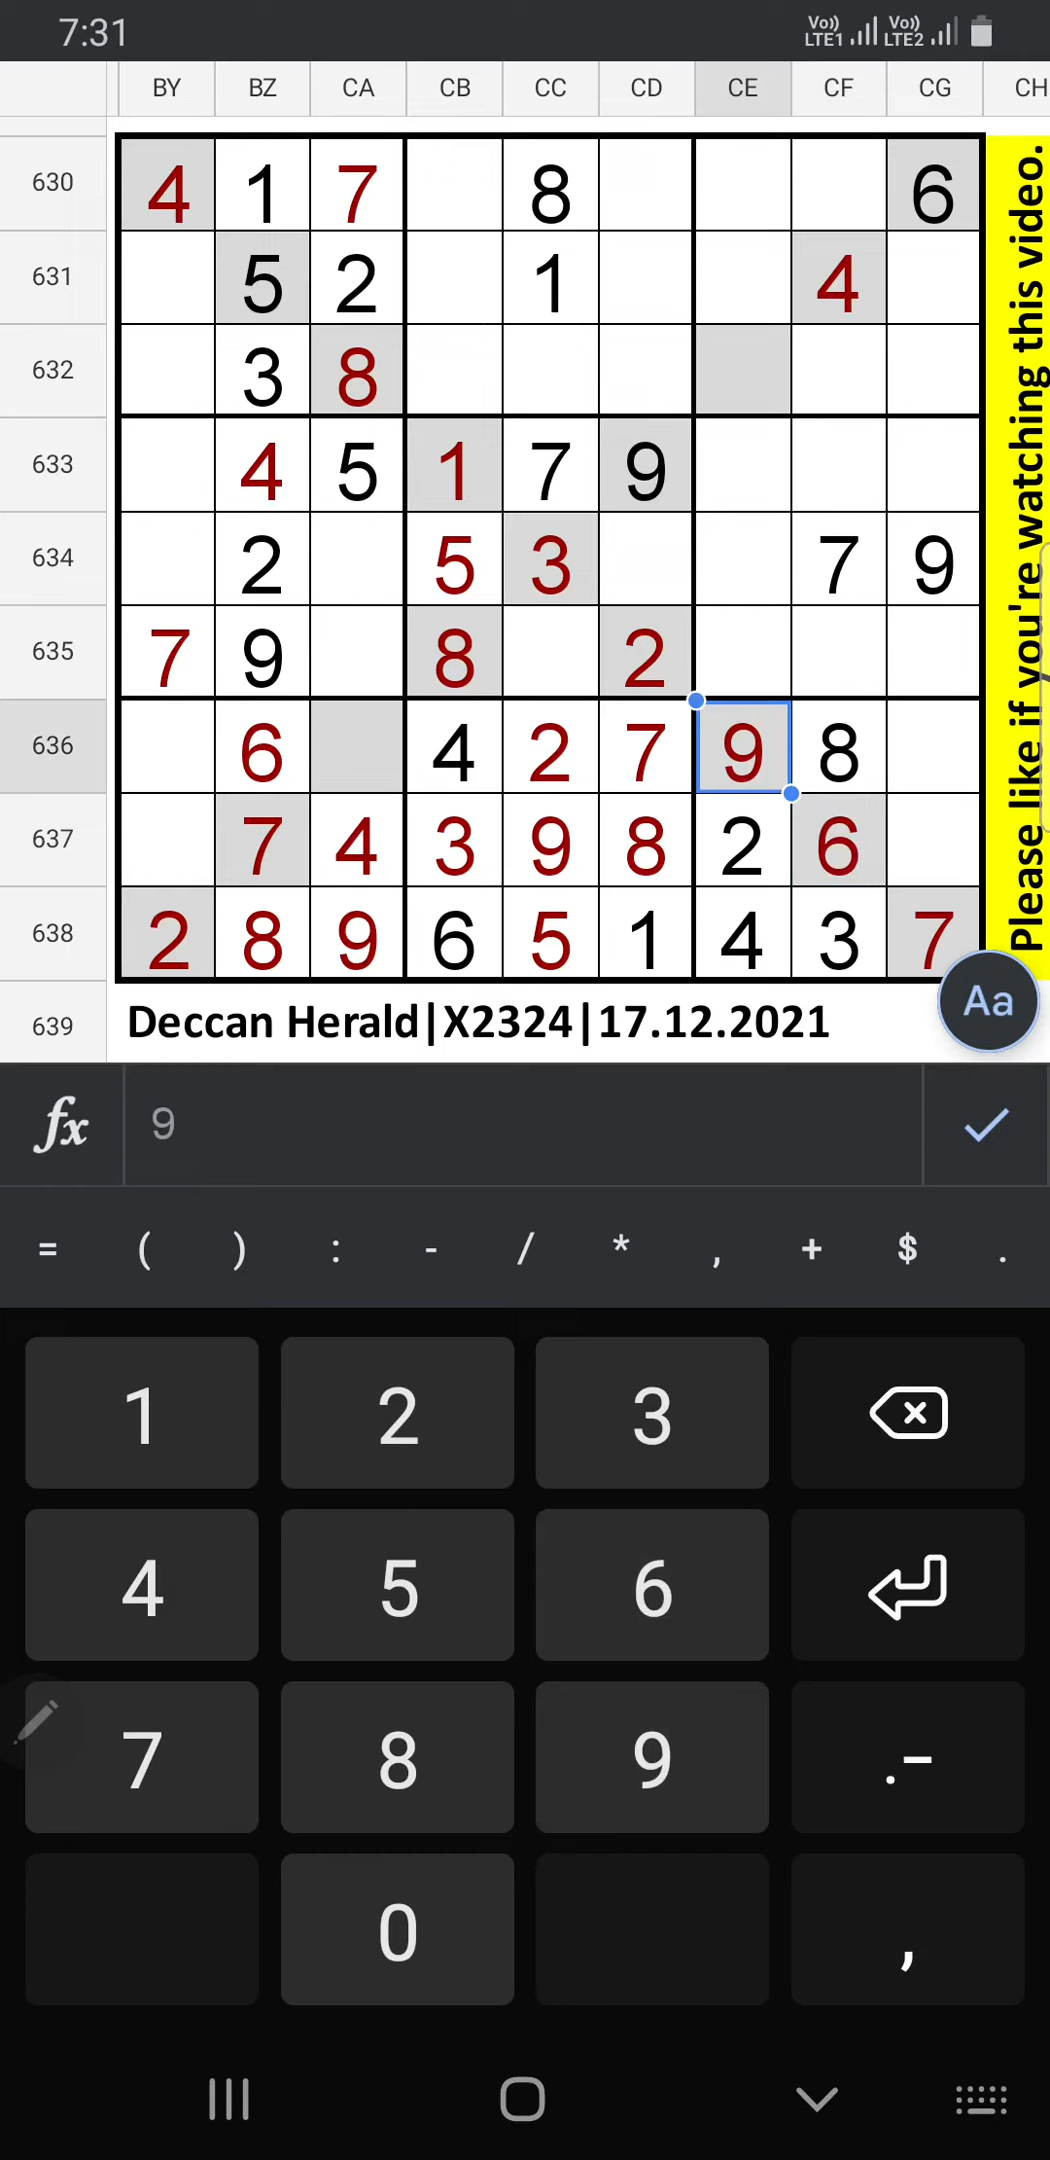 7:31 Vo)) LTE1 Vo)) LTE2
BY BZ CA CB CC CD CE CF CG CH
630 4 1 7 8 6
631 5 2 1 4
632 3 8
633 4 5 1 7 9
634 2 5 3 7 9
635 7 9 8 2
636 6 4 2 7 9 8
637 7 4 3 9 8 2 6
638 2 8 9 6 5 1 4 3 7
Please like if you're watching this video.
639 Deccan Herald|X2324|17.12.2021
Aa
fx 9
= ( ) : - / * , + $ .
1 2 3
4 5 6
7 8 9 .-
0 ,